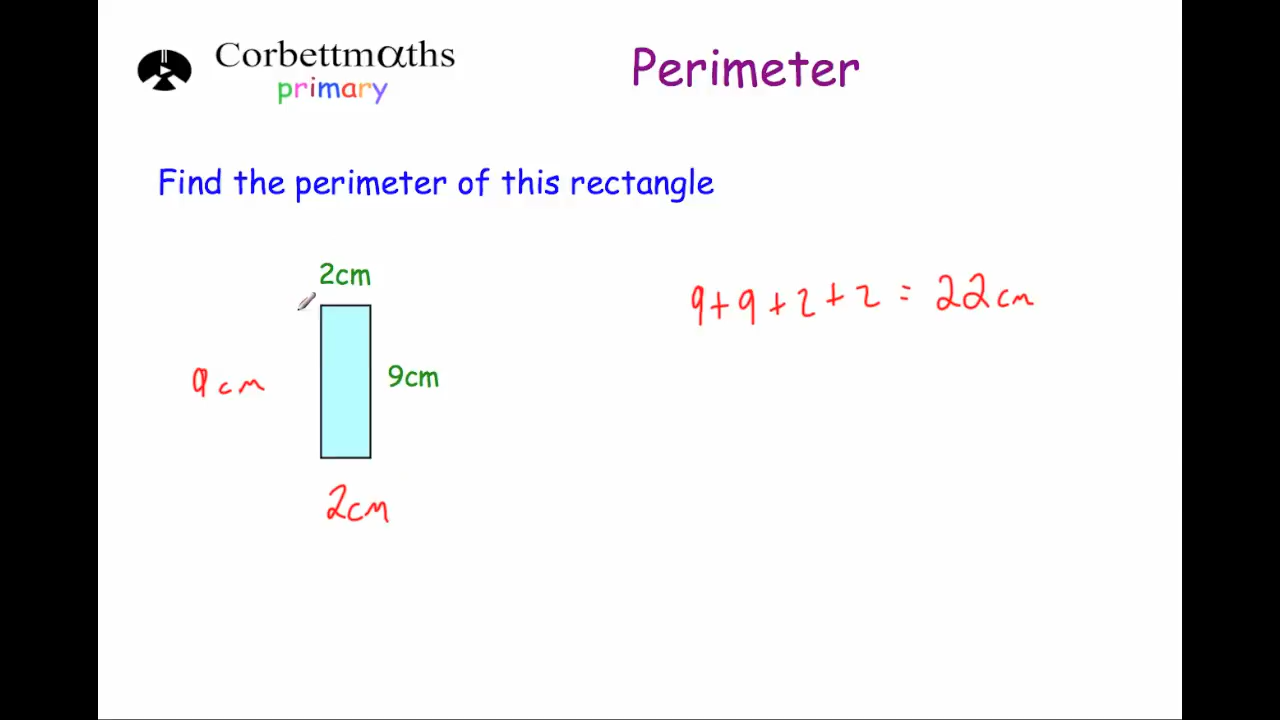 Corbettmαths
primary
Perimeter
Find the perimeter of this rectangle
2cm
9cm
9cm
2cm
9+9+2+2 = 22cm